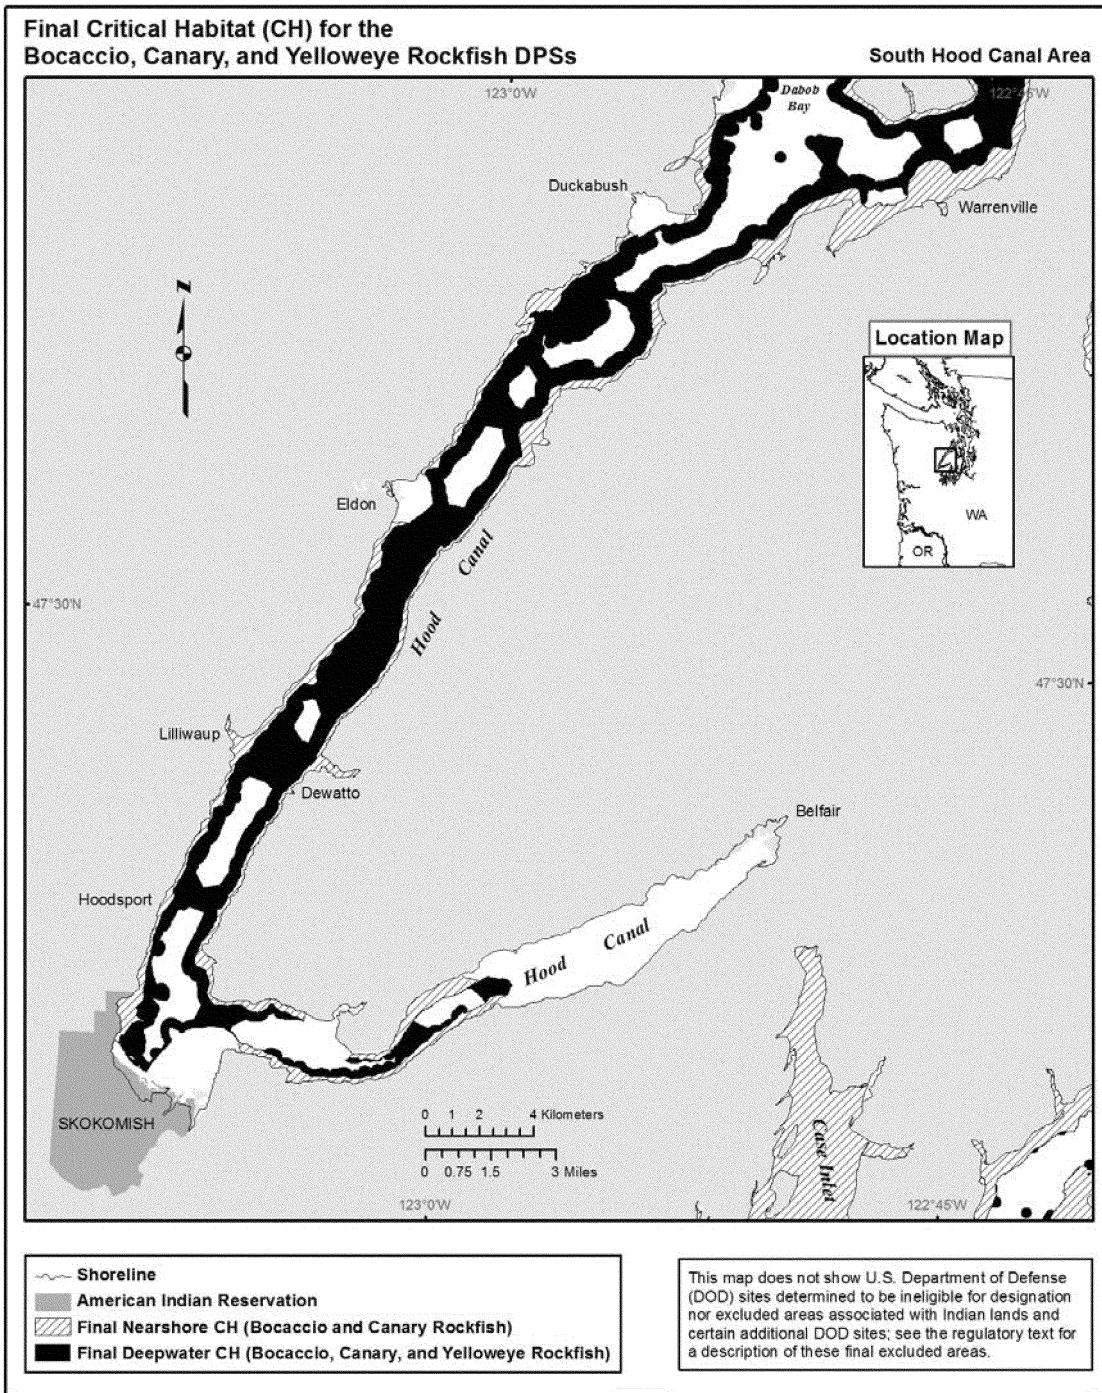 Final Critical Habitat (CH) for the
Bocaccio, Canary, and Yelloweye Rockfish DPSs
South Hood Canal Area
123°0'W
Dabob
Bay
122°45'W
Duckabush
Warrenville
N
Location Map
WA
OR
Eldon
Hood Canal
47°30'N
47°30'N
Lilliwaup
Dewatto
Belfair
Hoodsport
Hood Canal
SKOKOMISH
0 1 2 4 Kilometers
0 0.75 1.5 3 Miles
Case Inlet
123°0'W
122°45'W
Shoreline
American Indian Reservation
Final Nearshore CH (Bocaccio and Canary Rockfish)
Final Deepwater CH (Bocaccio, Canary, and Yelloweye Rockfish)
This map does not show U.S. Department of Defense
(DOD) sites determined to be ineligible for designation
nor excluded areas associated with Indian lands and
certain additional DOD sites; see the regulatory text for
a description of these final excluded areas.